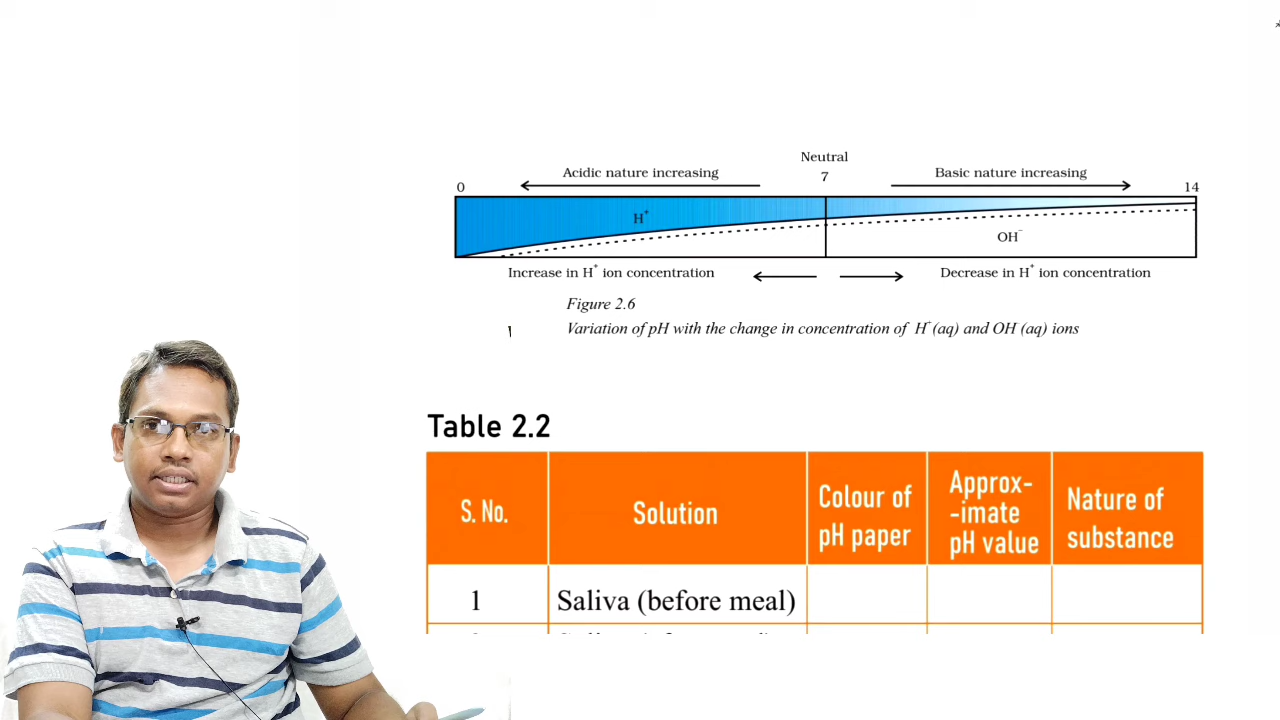 Neutral
Acidic nature increasing 7 Basic nature increasing
0 14
H+
OH-
Increase in H+ ion concentration Decrease in H+ ion concentration
Figure 2.6
Variation of pH with the change in concentration of H+(aq) and OH-(aq) ions
Table 2.2
S. No. Solution Colour of pH paper Approx- -imate pH value Nature of substance
1 Saliva (before meal)